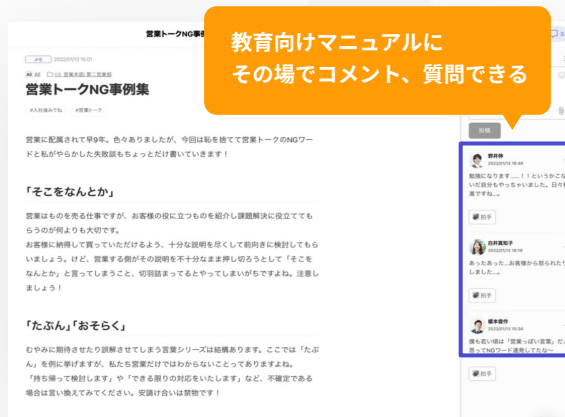 営業トークNG事
教育向けマニュアルに
その場でコメント、質問できる
メモ 2022/01/13 15:01
All 営業本部 第二営業部
営業トークNG事例集
#入社後みてね #営業トーク
営業に配属されて早9年。色々ありましたが、今回は恥を捨てて営業トークのNGワー
ドと私がやらかした失敗談もちょっとだけ書いていきます！
「そこをなんとか」
営業はものを売る仕事ですが、お客様の役に立つものを紹介し課題解決に役立てても
らうのが何よりも大切です。
お客様に納得して買っていただけるよう、十分な説明を尽くして前向きに検討してもら
いましょう。けど、営業する側がその説明を不十分なまま押し切ろうとして「そこを
なんとか」と言ってしまうこと、切羽詰まってるとやってしまいがちですよね。注意し
ましょう！
「たぶん」「おそらく」
むやみに期待させたり誤解させてしまう言葉シリーズは結構あります。ここでは「たぶ
ん」を例に挙げますが、私たち営業だけではわからないことってありますよね。
「持ち帰って検討します」や「できる限りの対応をいたします」など、不確定である
場合は言い換えてみてください。安請け合いは禁物です！
3
投稿
野井伸
2022/01/13 16:49
勉強になります……！！というかこな
いだ自分もやっちゃいました。日々精
進ですね…。
拍手
白井真知子
2022/01/13 16:19
あったあった…お客様から怒られたり
しました…。
拍手
橋本俊作
2022/01/13 15:34
僕も若い頃は「営業っぽい言葉」だと
思ってNGワード連発してたな〜
拍手